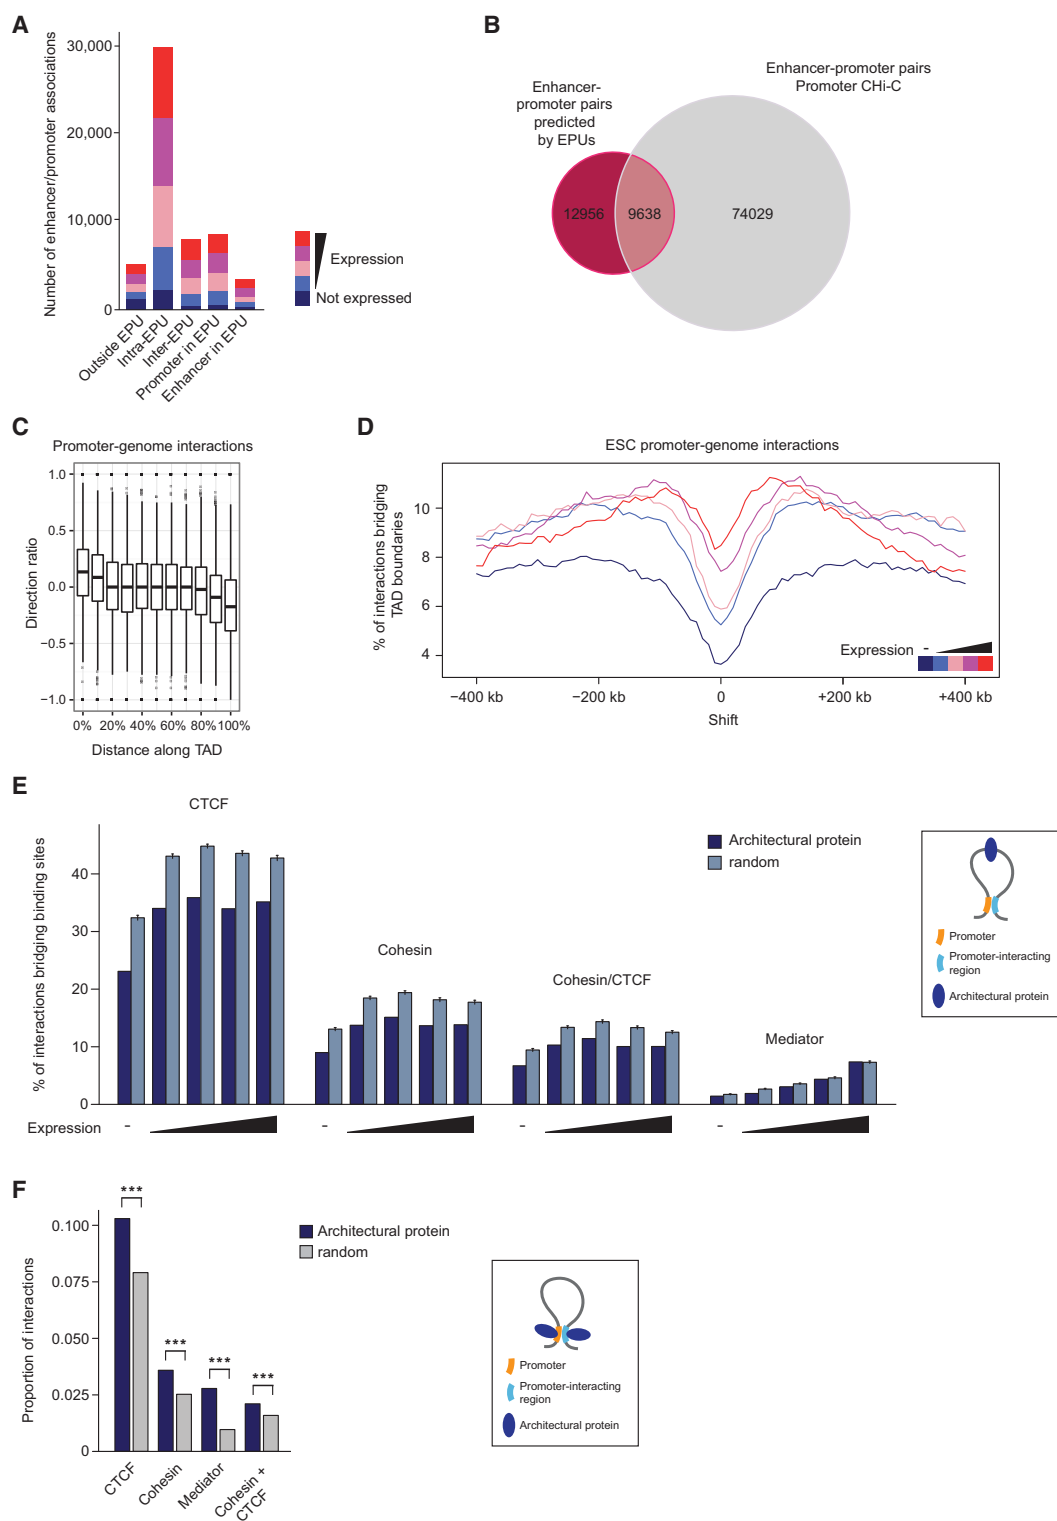 A
Number of enhancer/promoter associations
30,000
20,000
10,000
0
Outside EPU
Intra-EPU
Inter-EPU
Promoter in EPU
Enhancer in EPU
Expression
Not expressed
B
Enhancer-
promoter pairs
predicted
by EPUs
Enhancer-promoter pairs
Promoter CHi-C
12956
9638
74029
C
Promoter-genome interactions
Direction ratio
1.0
0.5
0.0
−0.5
−1.0
0%
20%
40%
60%
80%
100%
Distance along TAD
D
ESC promoter-genome interactions
% of interactions bridging
TAD boundaries
10
8
6
4
Expression
-
−400 kb
−200 kb
0
+200 kb
+400 kb
Shift
E
% of interactions bridging binding sites
CTCF
Cohesin
Cohesin/CTCF
Mediator
40
30
20
10
0
Architectural protein
random
Expression
-
-
-
-
Promoter
Promoter-interacting
region
Architectural protein
F
Proportion of interactions
0.100
0.075
0.050
0.025
0
***
***
***
***
CTCF
Cohesin
Mediator
Cohesin +
CTCF
Architectural protein
random
Promoter
Promoter-interacting
region
Architectural protein